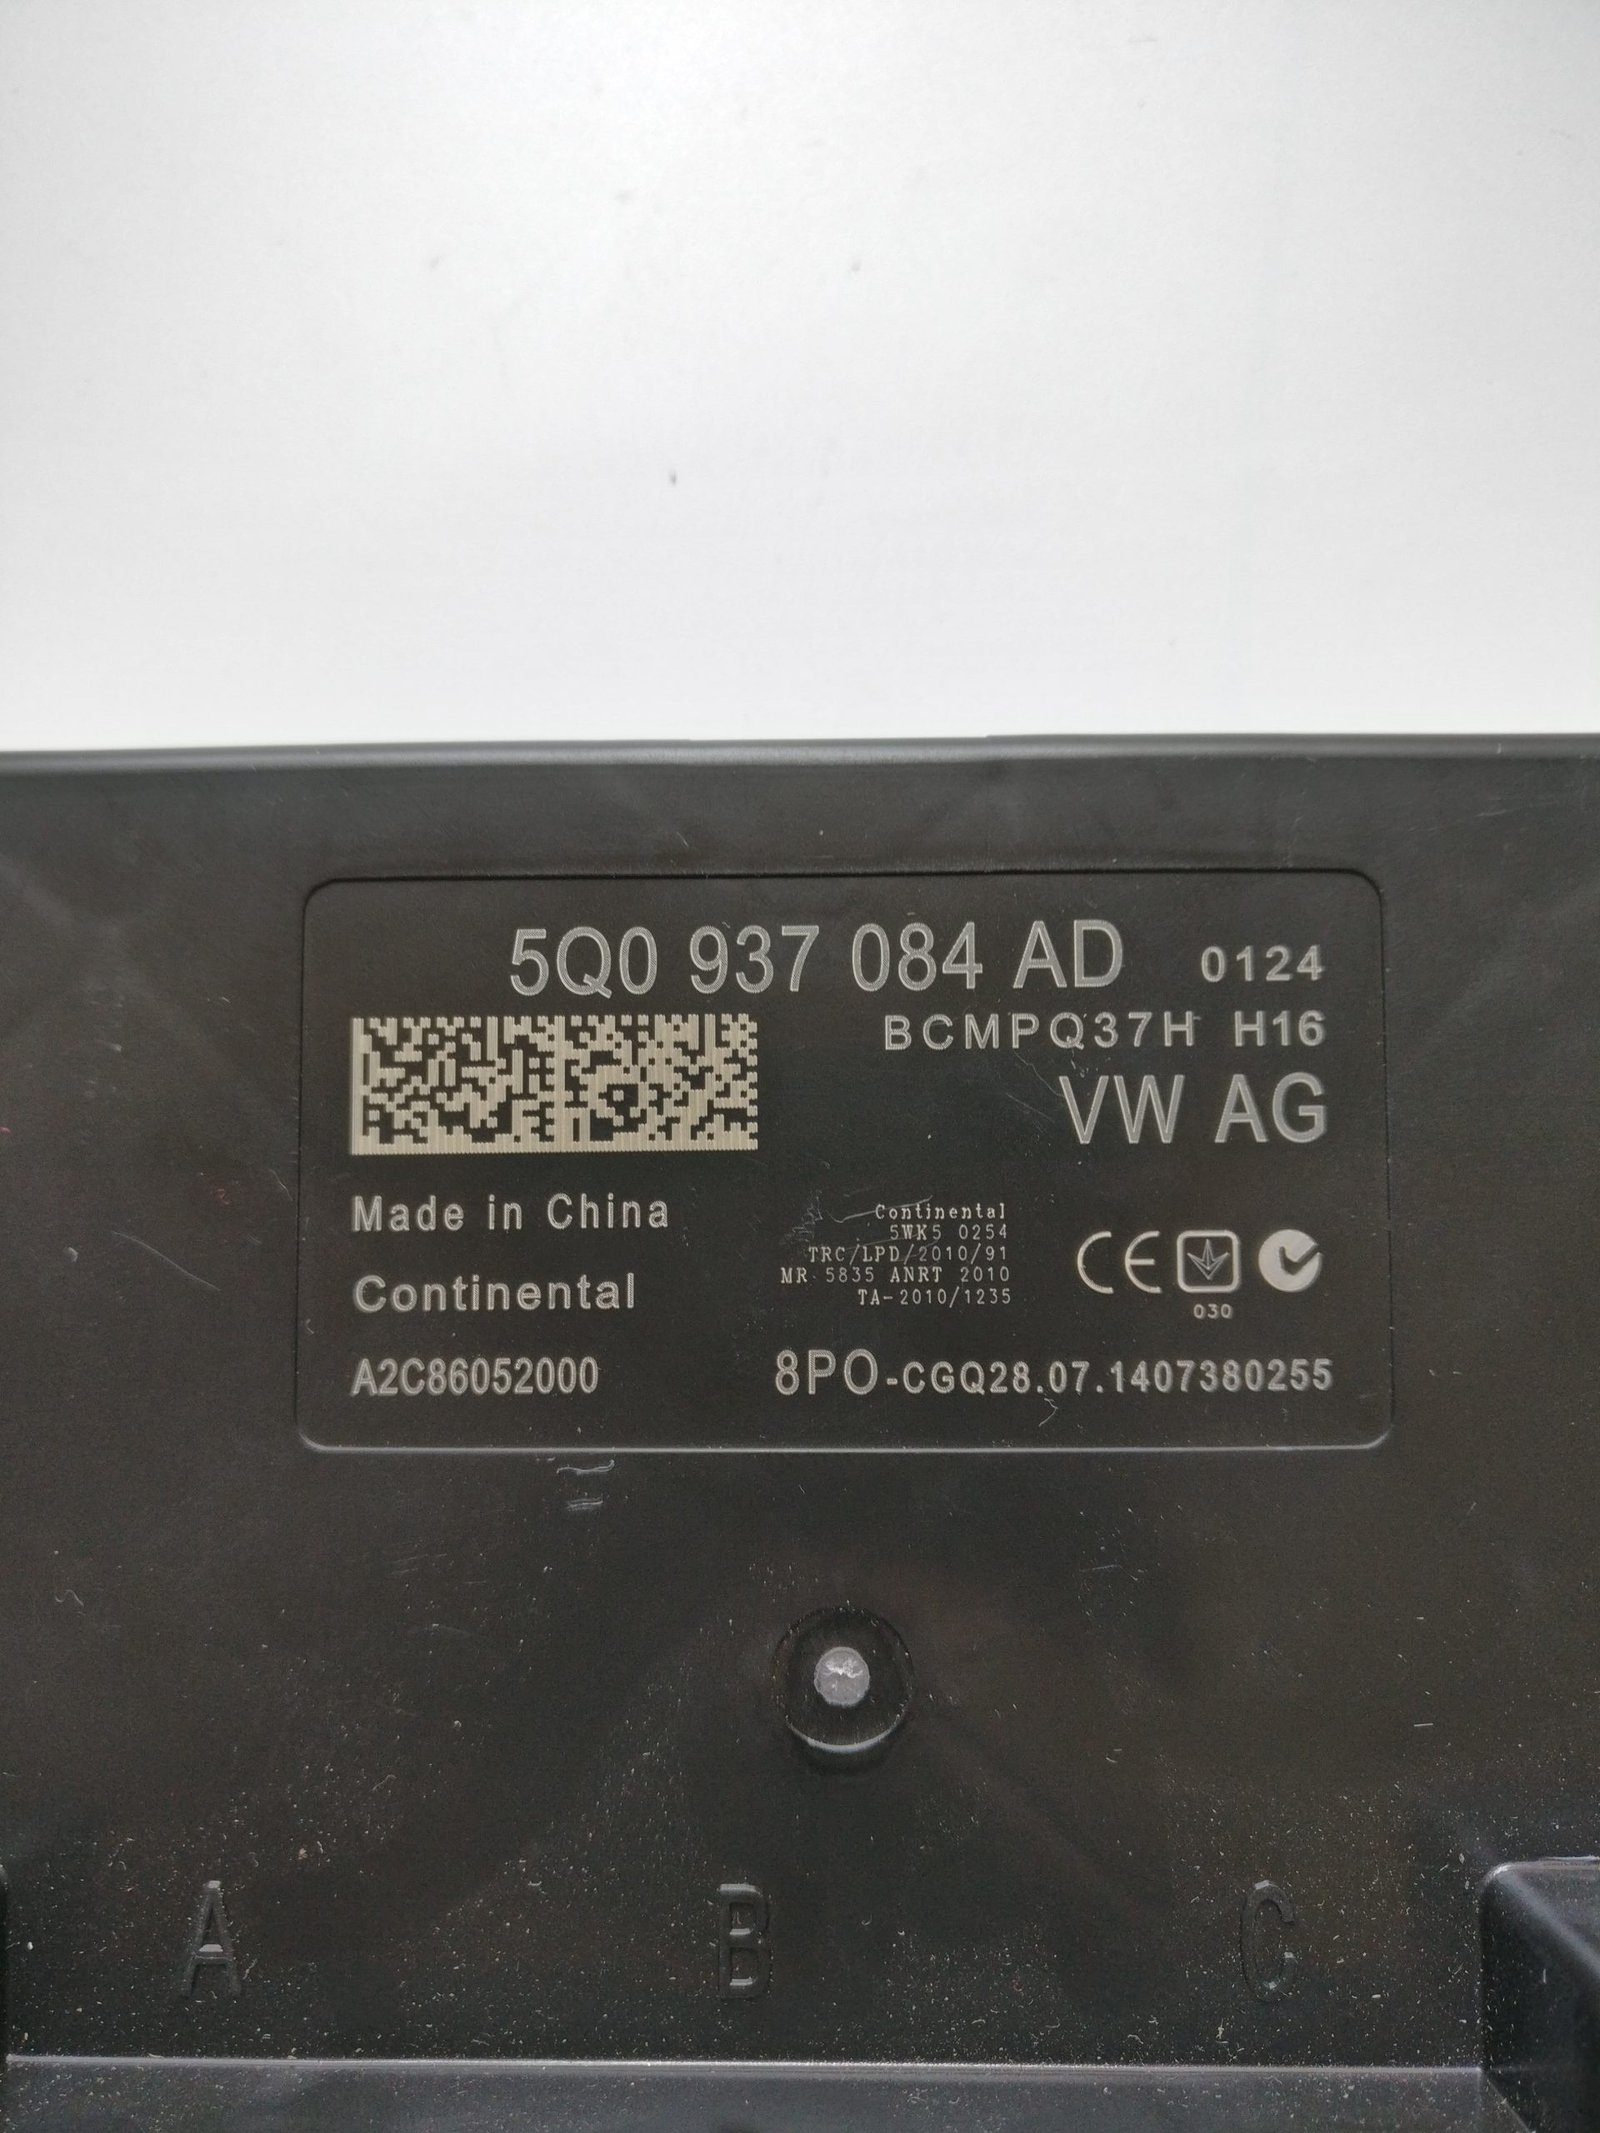 5Q0 937 084 AD 0124
BCMPQ37H H16
VW AG
Made in China
Continental
A2C86052000
Continental
5WK5 0254
TRC/LPD/2010/91
MR 5835 ANRT 2010
TA-2010/1235
CE
030
8PO-CGQ28.07.1407380255
A B C